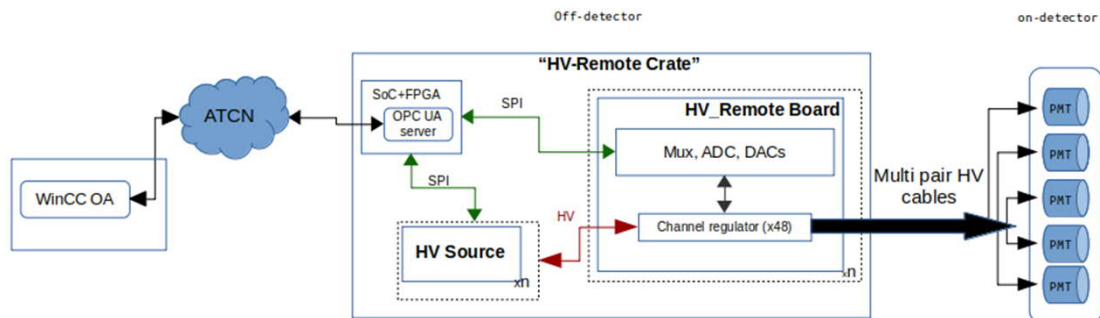 Off-detector
on-detector
“HV-Remote Crate”
SoC+FPGA
OPC UA
server
SPI
SPI
ATCN
WinCC OA
HV Source
xn
HV
HV_Remote Board
Mux, ADC, DACs
Channel regulator (x48)
xn
Multi pair HV
cables
PMT
PMT
PMT
PMT
PMT